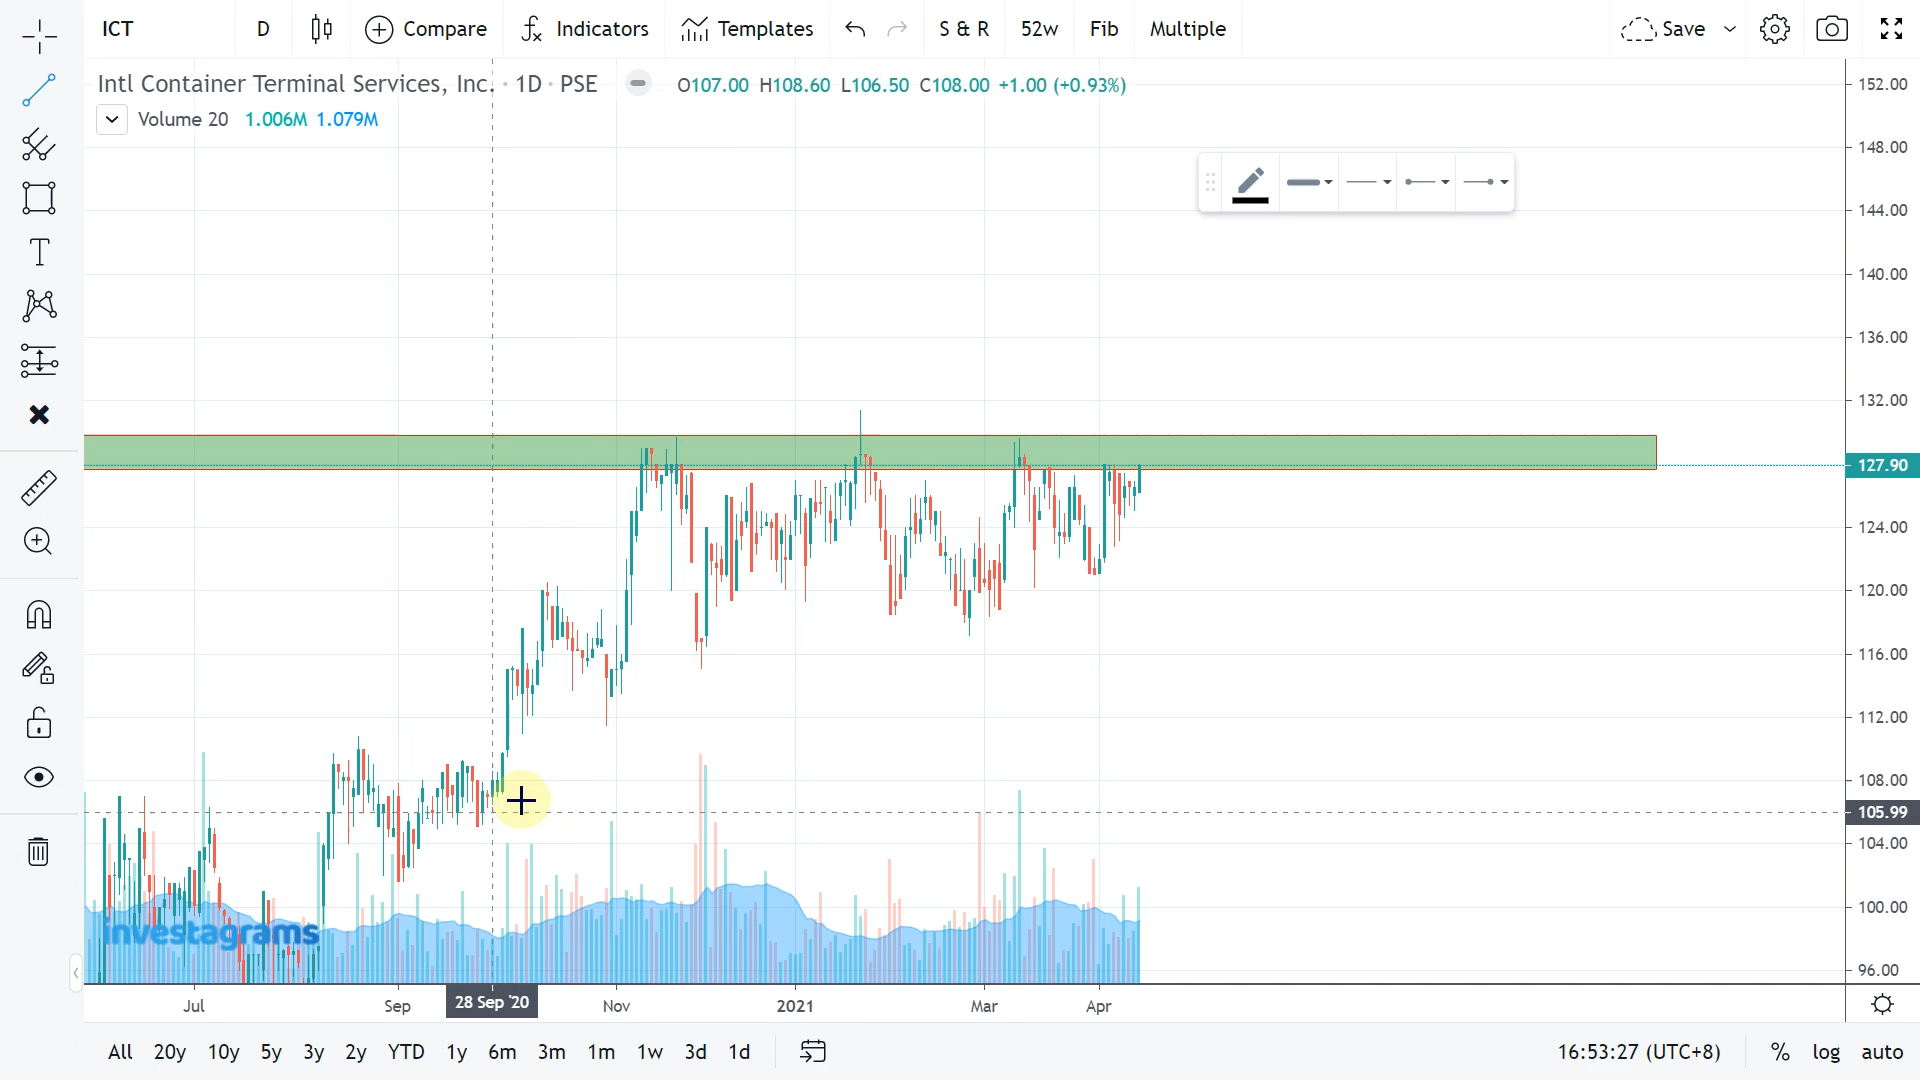 ICT D Compare Indicators Templates S & R 52w Fib Multiple Save
Intl Container Terminal Services, Inc. · 1D · PSE O107.00 H108.60 L106.50 C108.00 +1.00 (+0.93%)
Volume 20 1.006M 1.079M
152.00
148.00
144.00
140.00
136.00
132.00
127.90
124.00
120.00
116.00
112.00
108.00
105.99
104.00
100.00
96.00
investagrams
Jul Sep 28 Sep '20 Nov 2021 Mar Apr
All 20y 10y 5y 3y 2y YTD 1y 6m 3m 1m 1w 3d 1d 16:53:27 (UTC+8) % log auto